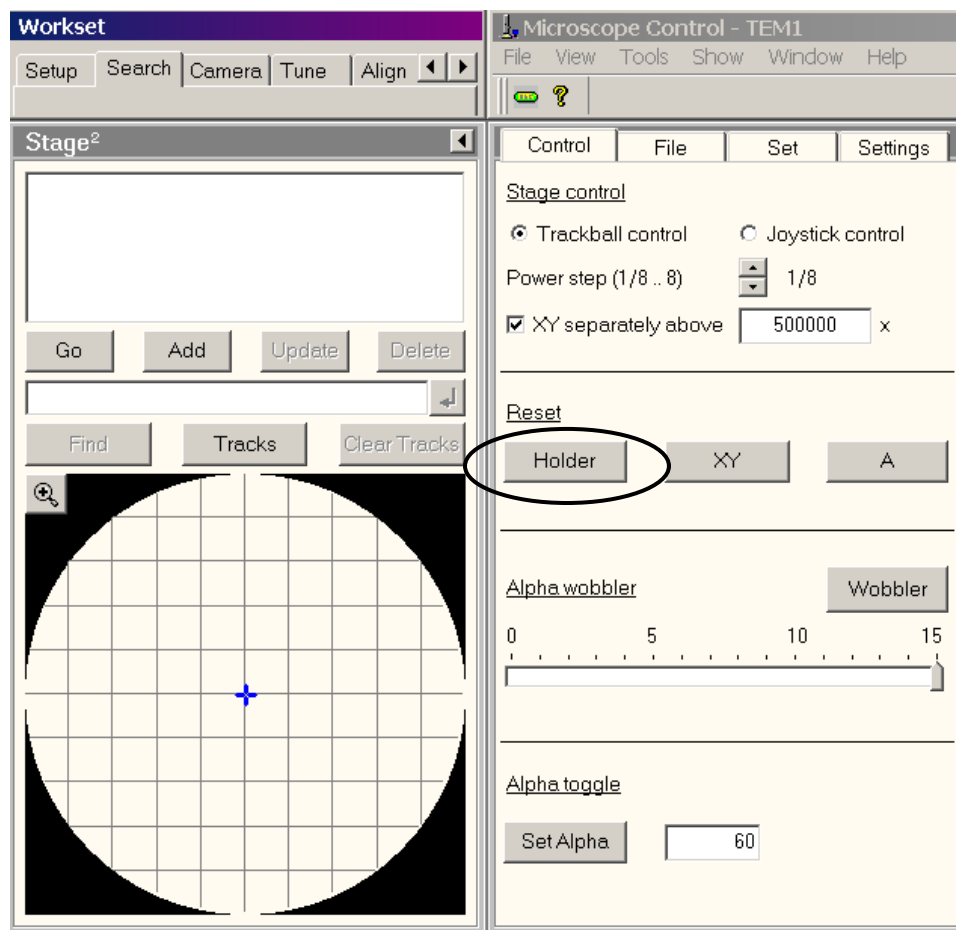 Workset
Setup Search Camera Tune Align
Stage²
Go Add Update Delete
Find Tracks Clear Tracks
Microscope Control - TEM1
File View Tools Show Window Help
Control File Set Settings
Stage control
Trackball control Joystick control
Power step (1/8 .. 8) 1/8
XY separately above 500000 x
Reset
Holder XY A
Alpha wobbler Wobbler
0 5 10 15
Alpha toggle
Set Alpha 60